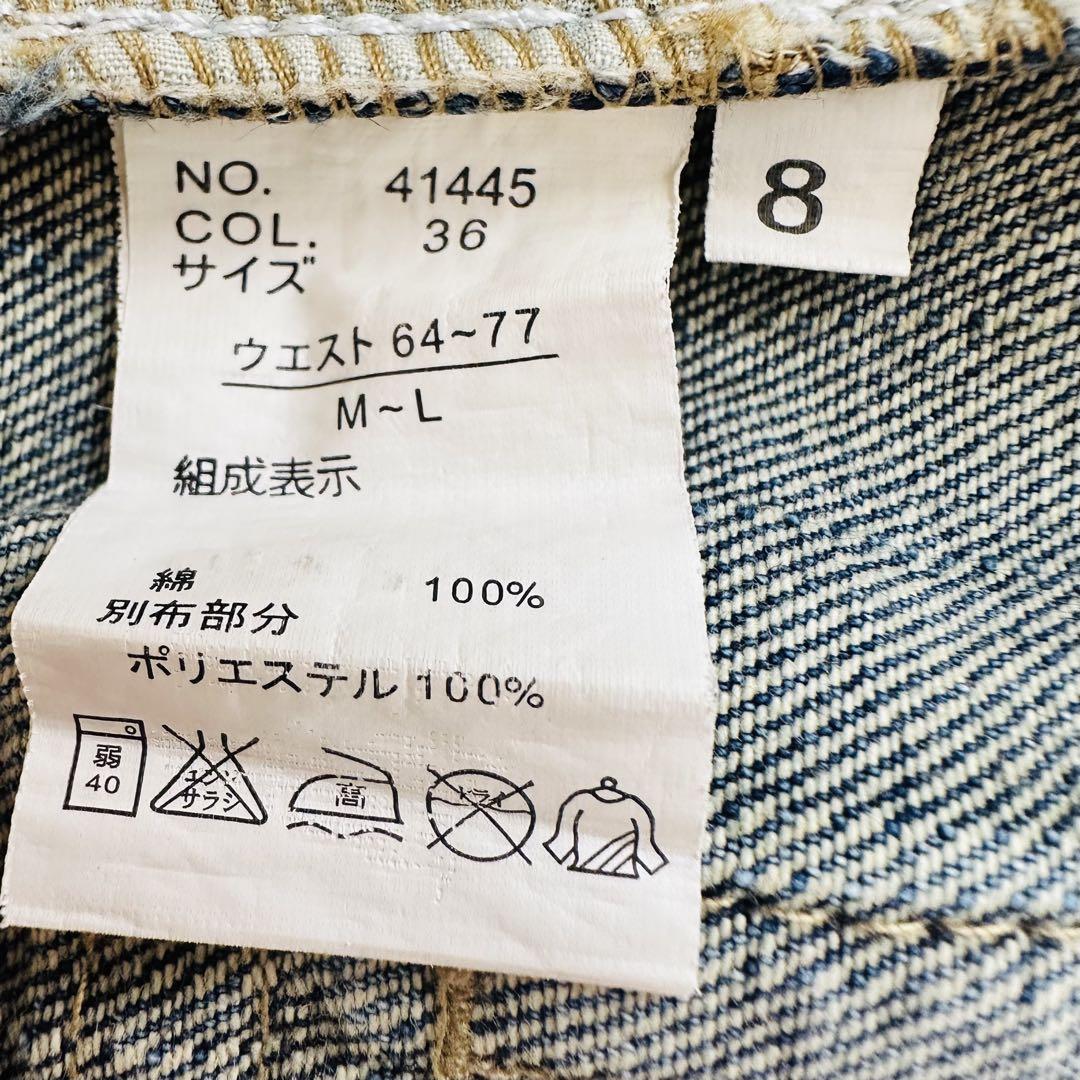 NO. 41445
COL. 36
サイズ
ウエスト 64~77
M~L
組成表示
綿 100%
別布部分
ポリエステル 100%
弱
40
エンソ
サラシ
高
ドライ
8